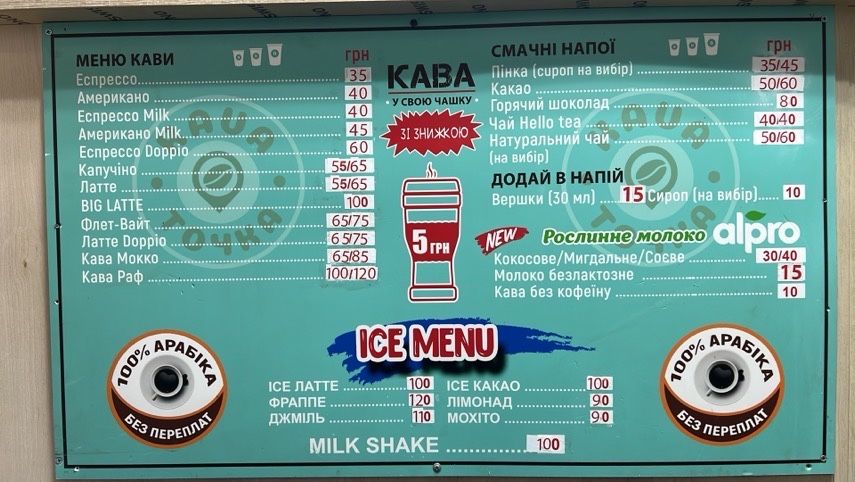 МЕНЮ КАВИ грн
Еспрессо 35
Американо 40
Еспрессо Milk 40
Американо Milk 45
Еспрессо Doppio 60
Капучіно 55/65
Латте 55/65
BIG LATTE 100
Флет-Вайт 65/75
Латте Doppio 65/75
Кава Мокко 65/85
Кава Раф 100/120
KAVA
ТОЧКА
КАВА
У СВОЮ ЧАШКУ
ЗІ ЗНИЖКОЮ
5 ГРН
СМАЧНІ НАПОЇ грн
Пінка (сироп на вибір) 35/45
Какао 50/60
Горячий шоколад 80
Чай Hello tea 40/40
Натуральний чай 50/60
(на вибір)
ДОДАЙ В НАПІЙ
Вершки (30 мл) 15 Сироп (на вибір) 10
NEW Рослинне молоко alpro
Кокосове/Мигдальне/Соєве 30/40
Молоко безлактозне 15
Кава без кофеїну 10
KAVA
ТОЧКА
100% АРАБІКА
БЕЗ ПЕРЕПЛАТ
ICE MENU
ICE ЛАТТЕ 100 ICE КАКАО 100
ФРАППЕ 120 ЛІМОНАД 90
ДЖМІЛЬ 110 МОХІТО 90
MILK SHAKE 100
100% АРАБІКА
БЕЗ ПЕРЕПЛАТ